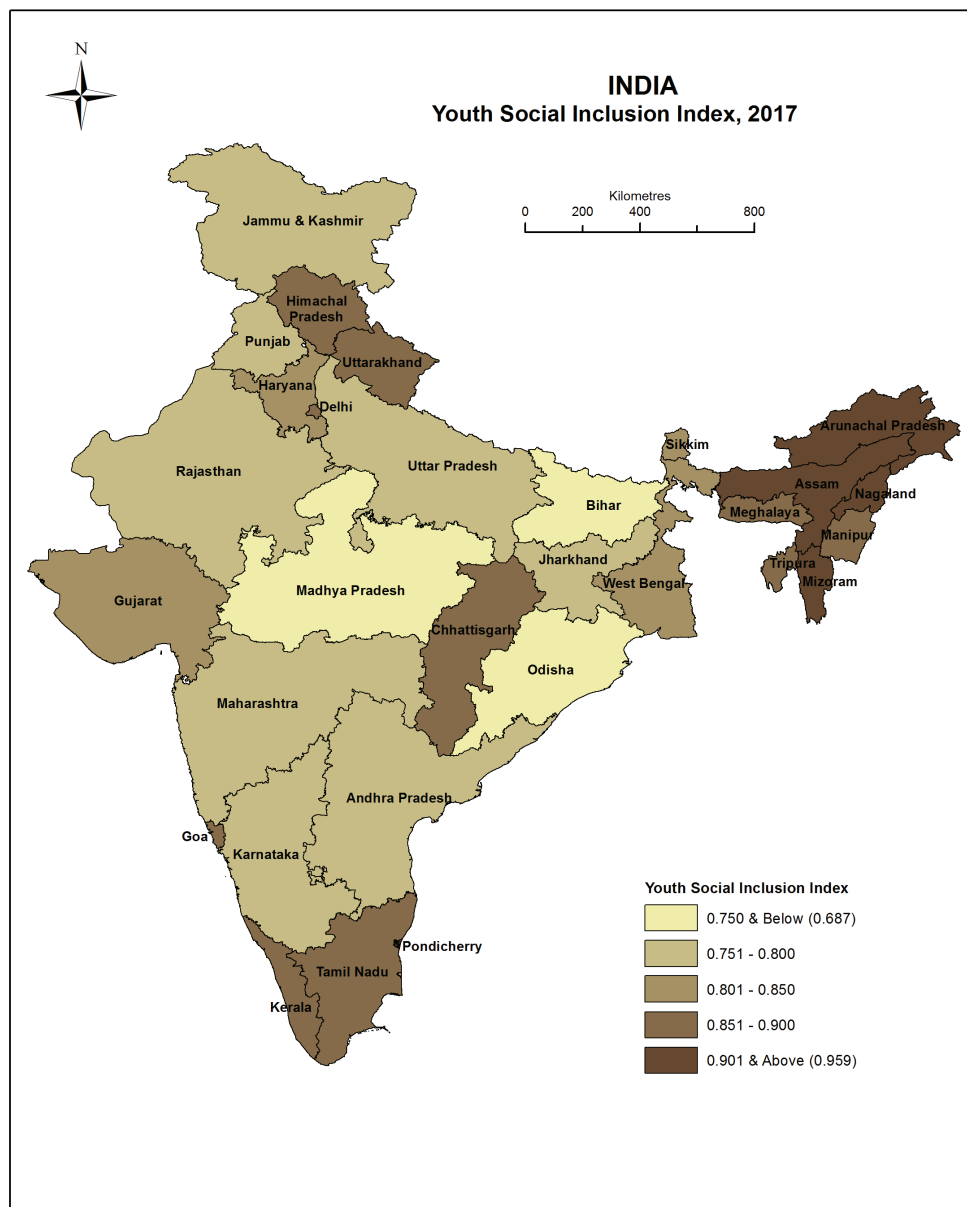 N
INDIA
Youth Social Inclusion Index, 2017
Kilometres
0 200 400 800
Jammu & Kashmir
Himachal
Pradesh
Punjab
Uttarakhand
Haryana
Delhi
Rajasthan
Uttar Pradesh
Sikkim
Arunachal Pradesh
Assam
Nagaland
Bihar
Meghalaya
Manipur
Jharkhand
Tripura
Mizoram
West Bengal
Gujarat
Madhya Pradesh
Chhattisgarh
Odisha
Maharashtra
Andhra Pradesh
Goa
Karnataka
Pondicherry
Tamil Nadu
Kerala
Youth Social Inclusion Index
0.750 & Below (0.687)
0.751 - 0.800
0.801 - 0.850
0.851 - 0.900
0.901 & Above (0.959)